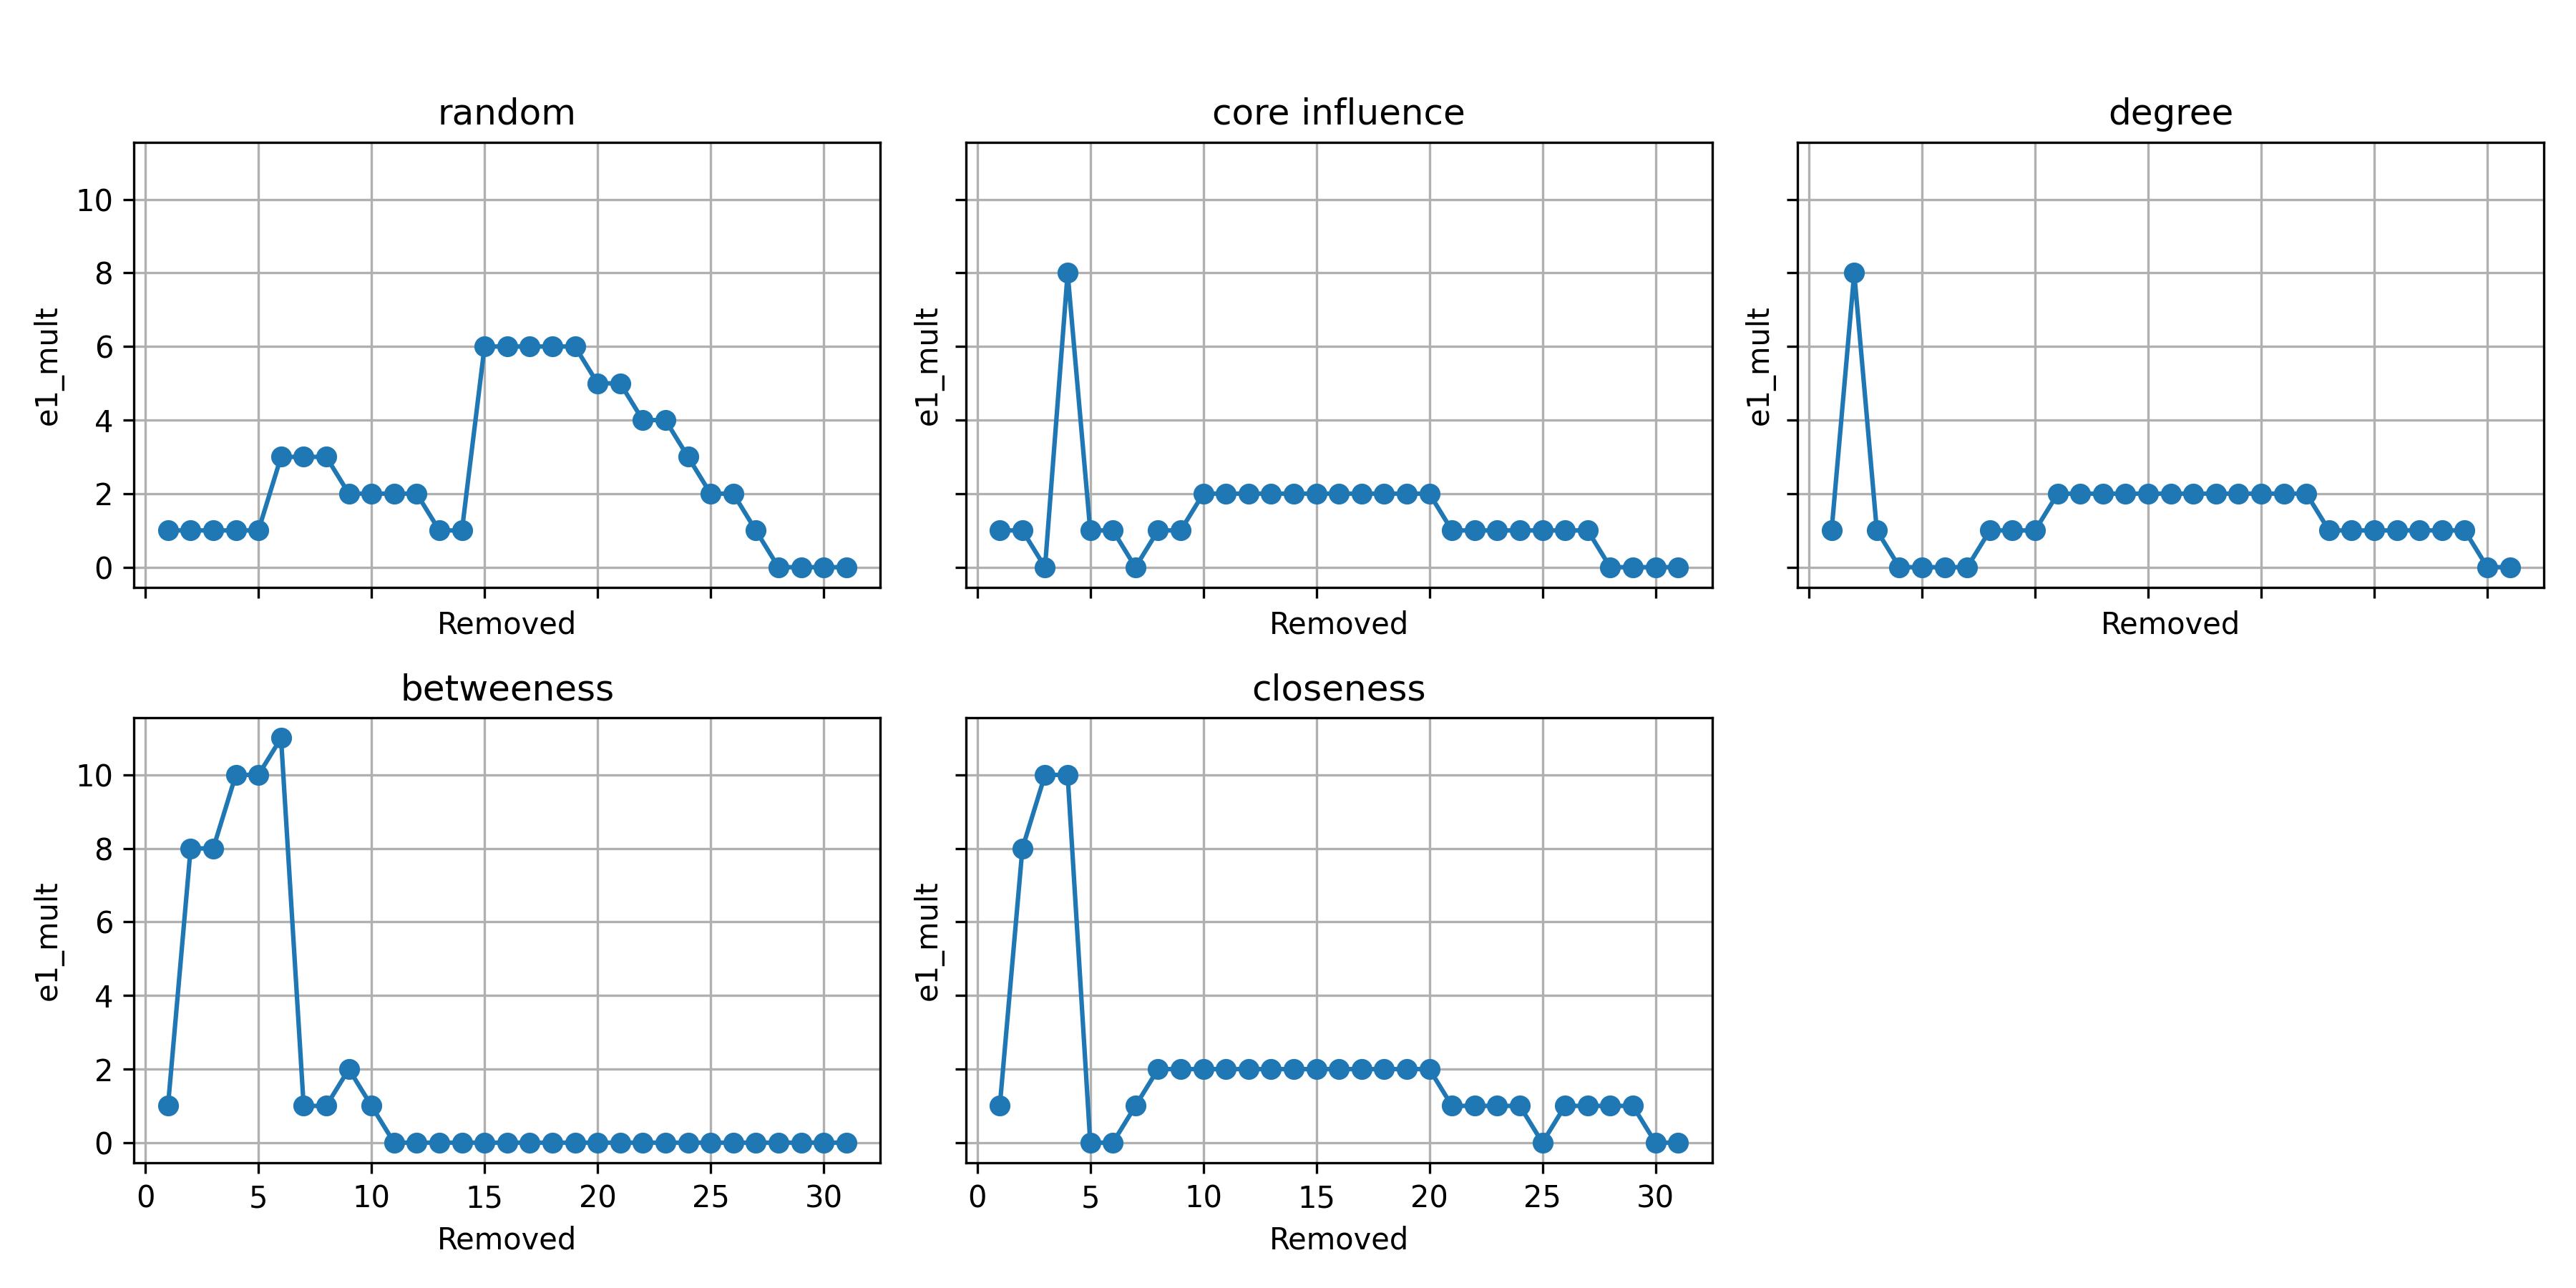 random
core influence
degree
10
8
6
4
2
0
e1_mult
e1_mult
e1_mult
Removed
Removed
Removed
betweeness
closeness
10
8
6
4
2
0
e1_mult
e1_mult
0 5 10 15 20 25 30
0 5 10 15 20 25 30
Removed
Removed